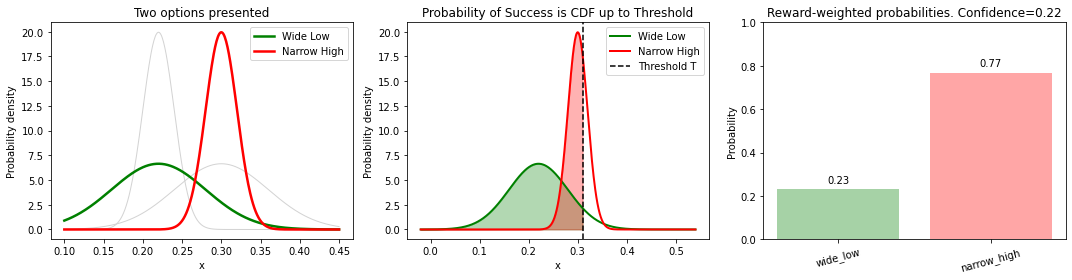 Two options presented
Probability density
20.0
17.5
15.0
12.5
10.0
7.5
5.0
2.5
0.0
Wide Low
Narrow High
0.10
0.15
0.20
0.25
0.30
0.35
0.40
0.45
x
Probability of Success is CDF up to Threshold
Probability density
20.0
17.5
15.0
12.5
10.0
7.5
5.0
2.5
0.0
Wide Low
Narrow High
Threshold T
0.0
0.1
0.2
0.3
0.4
0.5
x
Reward-weighted probabilities. Confidence=0.22
Probability
1.0
0.8
0.6
0.4
0.2
0.0
0.23
0.77
wide_low
narrow_high